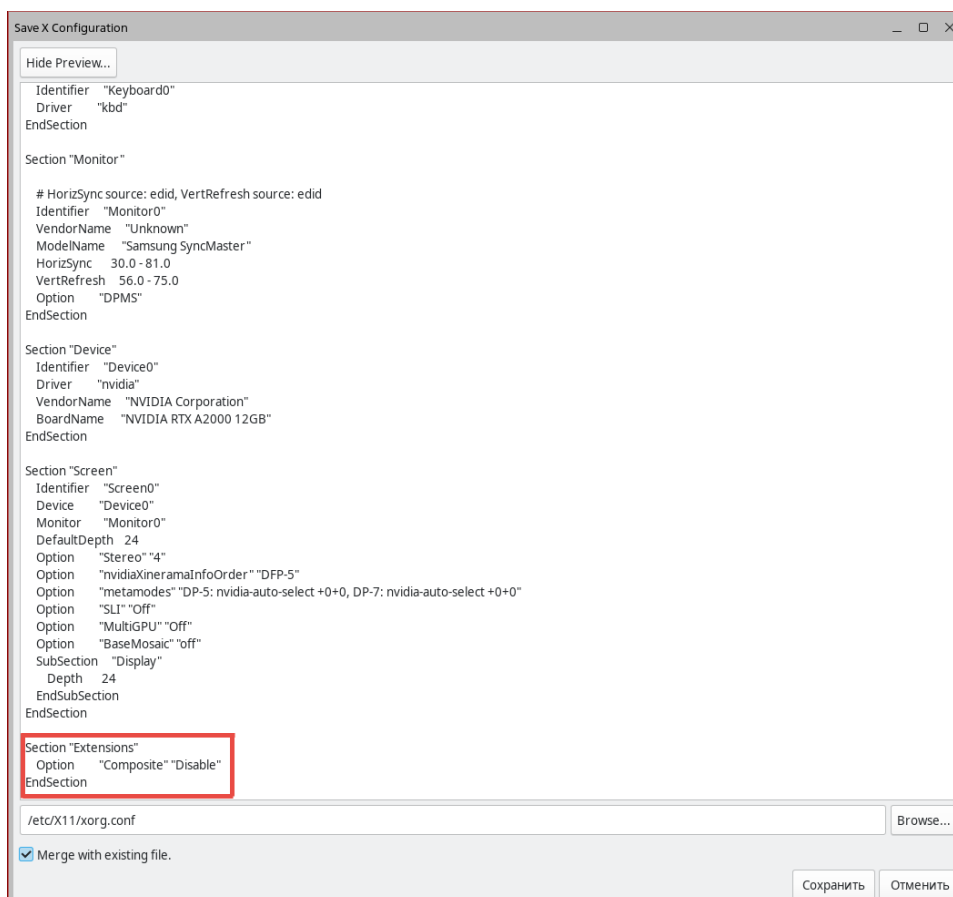 Save X Configuration
Hide Preview...
Identifier "Keyboard0"
Driver "kbd"
EndSection
Section "Monitor"
# HorizSync source: edid, VertRefresh source: edid
Identifier "Monitor0"
VendorName "Unknown"
ModelName "Samsung SyncMaster"
HorizSync 30.0 - 81.0
VertRefresh 56.0 - 75.0
Option "DPMS"
EndSection
Section "Device"
Identifier "Device0"
Driver "nvidia"
VendorName "NVIDIA Corporation"
BoardName "NVIDIA RTX A2000 12GB"
EndSection
Section "Screen"
Identifier "Screen0"
Device "Device0"
Monitor "Monitor0"
DefaultDepth 24
Option "Stereo" "4"
Option "nvidiaXineramaInfoOrder" "DFP-5"
Option "metamodes" "DP-5: nvidia-auto-select +0+0, DP-7: nvidia-auto-select +0+0"
Option "SLI" "Off"
Option "MultiGPU" "Off"
Option "BaseMosaic" "off"
SubSection "Display"
Depth 24
EndSubSection
EndSection
Section "Extensions"
Option "Composite" "Disable"
EndSection
/etc/X11/xorg.conf Browse...
Merge with existing file.
Сохранить Отменить